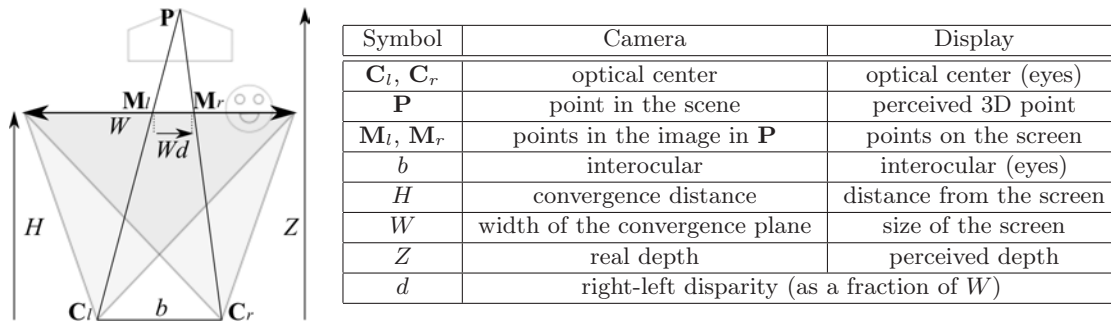 P
M_l M_r
W
Wd
H
Z
C_l b C_r
Symbol Camera Display
C_l, C_r optical center optical center (eyes)
P point in the scene perceived 3D point
M_l, M_r points in the image in P points on the screen
b interocular interocular (eyes)
H convergence distance distance from the screen
W width of the convergence plane size of the screen
Z real depth perceived depth
d right-left disparity (as a fraction of W)